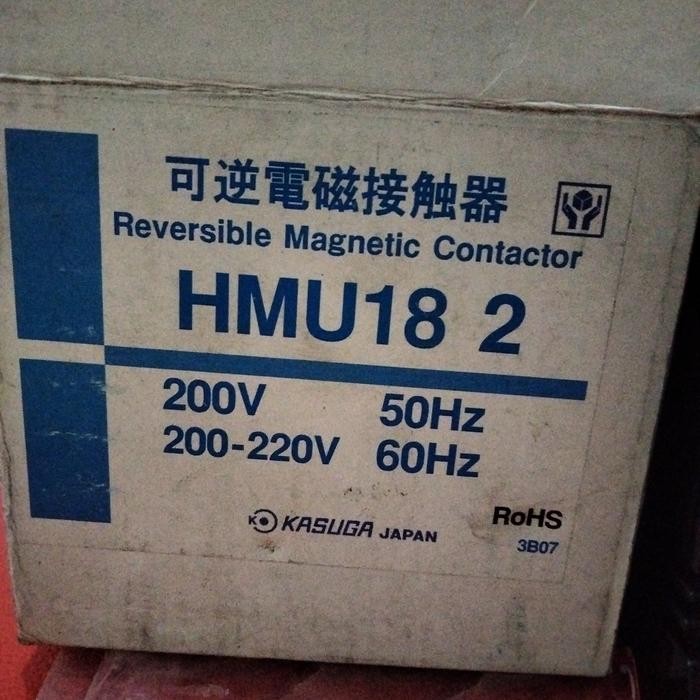 可逆電磁接触器
Reversible Magnetic Contactor
HMU18 2
200V 50Hz
200-220V 60Hz
KASUGA JAPAN
RoHS
3B07